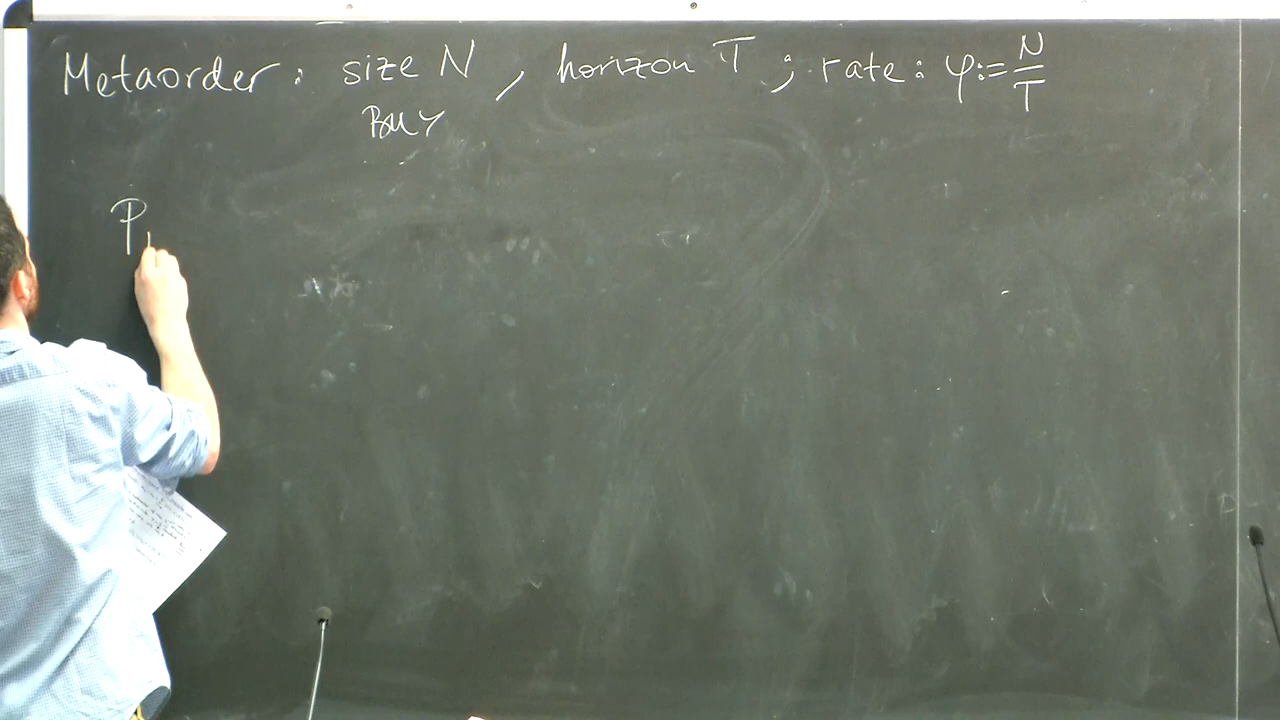 Metaorder: size N, horizon T; rate: φ:= N/T
BUY
P